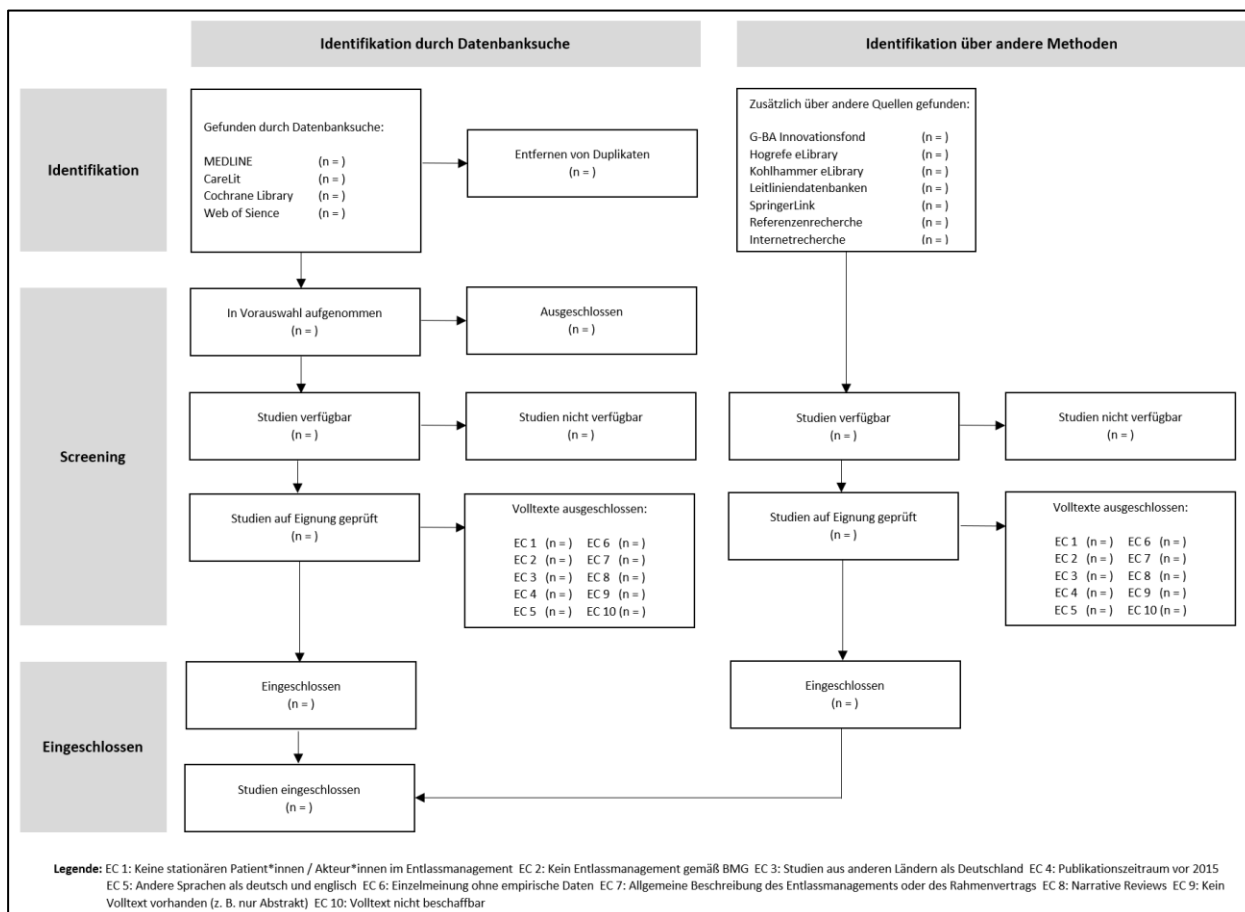 Identifikation durch Datenbanksuche
Identifikation über andere Methoden
Identifikation
Gefunden durch Datenbanksuche:
MEDLINE (n = )
CareLit (n = )
Cochrane Library (n = )
Web of Sience (n = )
Entfernen von Duplikaten
(n = )
Zusätzlich über andere Quellen gefunden:
G-BA Innovationsfond (n = )
Hogrefe eLibrary (n = )
Kohlhammer eLibrary (n = )
Leitliniendatenbanken (n = )
SpringerLink (n = )
Referenzenrecherche (n = )
Internetrecherche (n = )
Screening
In Vorauswahl aufgenommen
(n = )
Ausgeschlossen
(n = )
Studien verfügbar
(n = )
Studien nicht verfügbar
(n = )
Studien verfügbar
(n = )
Studien nicht verfügbar
(n = )
Studien auf Eignung geprüft
(n = )
Volltexte ausgeschlossen:
EC 1 (n = ) EC 6 (n = )
EC 2 (n = ) EC 7 (n = )
EC 3 (n = ) EC 8 (n = )
EC 4 (n = ) EC 9 (n = )
EC 5 (n = ) EC 10 (n = )
Studien auf Eignung geprüft
(n = )
Volltexte ausgeschlossen:
EC 1 (n = ) EC 6 (n = )
EC 2 (n = ) EC 7 (n = )
EC 3 (n = ) EC 8 (n = )
EC 4 (n = ) EC 9 (n = )
EC 5 (n = ) EC 10 (n = )
Eingeschlossen
Eingeschlossen
(n = )
Eingeschlossen
(n = )
Studien eingeschlossen
(n = )
Legende: EC 1: Keine stationären Patient*innen / Akteur*innen im Entlassmanagement EC 2: Kein Entlassmanagement gemäß BMG EC 3: Studien aus anderen Ländern als Deutschland EC 4: Publikationszeitraum vor 2015
EC 5: Andere Sprachen als deutsch und englisch EC 6: Einzelmeinung ohne empirische Daten EC 7: Allgemeine Beschreibung des Entlassmanagements oder des Rahmenvertrags EC 8: Narrative Reviews EC 9: Kein
Volltext vorhanden (z. B. nur Abstrakt) EC 10: Volltext nicht beschaffbar